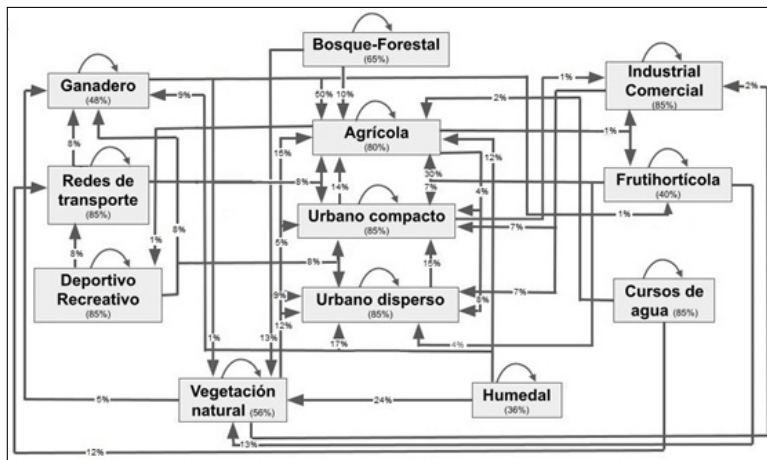 Bosque-Forestal
(65%)
Ganadero
(48%)
Industrial
Comercial
(85%)
1%
2%
9%
50%
10%
2%
Agrícola
(80%)
1%
8%
15%
12%
Redes de
transporte
(85%)
8%
30%
7%
14%
4%
Frutihortícola
(40%)
Urbano compacto
(85%)
1%
8%
1%
8%
5%
7%
8%
15%
Deportivo
Recreativo
(85%)
Urbano disperso
(85%)
9%
12%
7%
8%
Cursos de
agua (85%)
1%
13%
17%
4%
Vegetación
natural (56%)
Humedal
(36%)
5%
24%
13%
12%